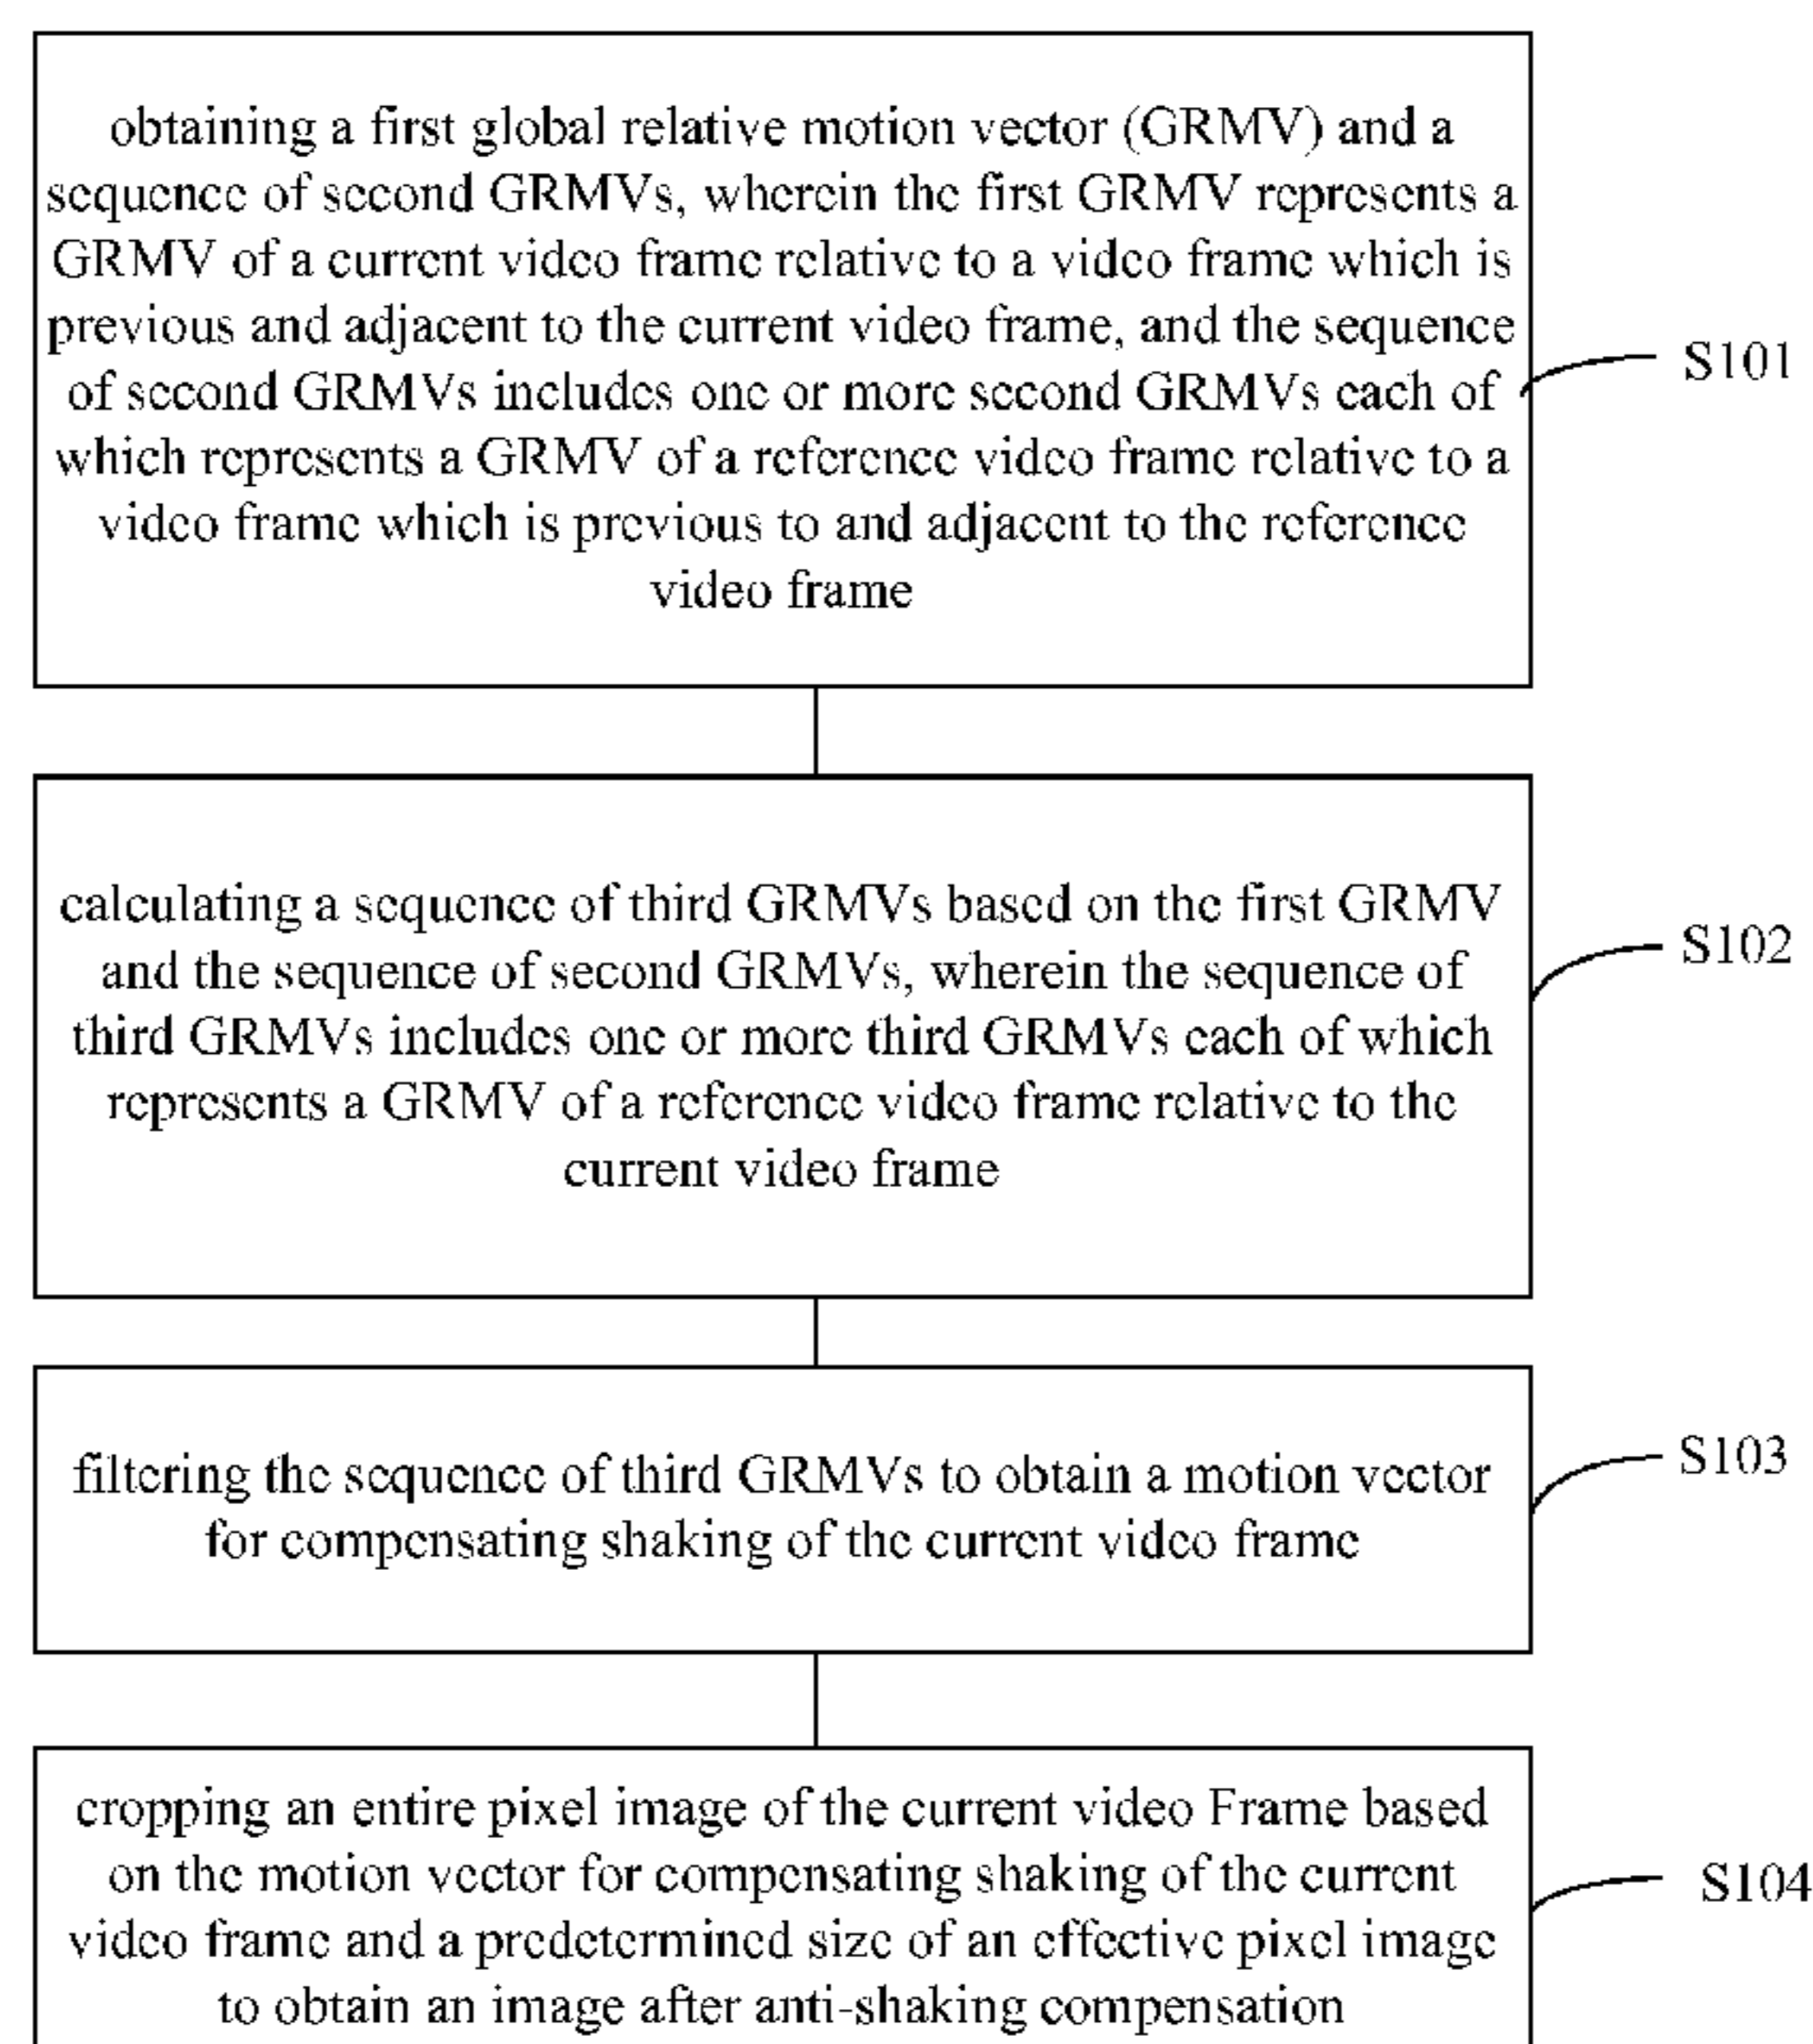 obtaining a first global relative motion vector (GRMV) and a
sequence of second GRMVs, wherein the first GRMV represents a
GRMV of a current video frame relative to a video frame which is
previous and adjacent to the current video frame, and the sequence
of second GRMVs includes one or more second GRMVs each of
which represents a GRMV of a reference video frame relative to a
video frame which is previous to and adjacent to the reference
video frame
S101
calculating a sequence of third GRMVs based on the first GRMV
and the sequence of second GRMVs, wherein the sequence of
third GRMVs includes one or more third GRMVs each of which
represents a GRMV of a reference video frame relative to the
current video frame
S102
filtering the sequence of third GRMVs to obtain a motion vector
for compensating shaking of the current video frame
S103
cropping an entire pixel image of the current video Frame based
on the motion vector for compensating shaking of the current
video frame and a predetermined size of an effective pixel image
to obtain an image after anti-shaking compensation
S104